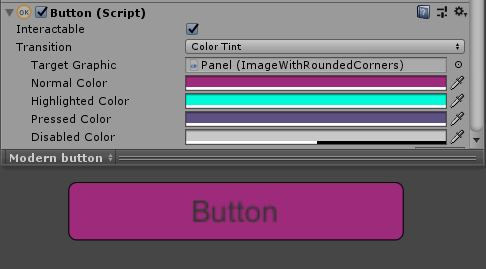 Button (Script)
Interactable
Transition Color Tint
Target Graphic Panel (ImageWithRoundedCorners)
Normal Color
Highlighted Color
Pressed Color
Disabled Color
Modern button
Button